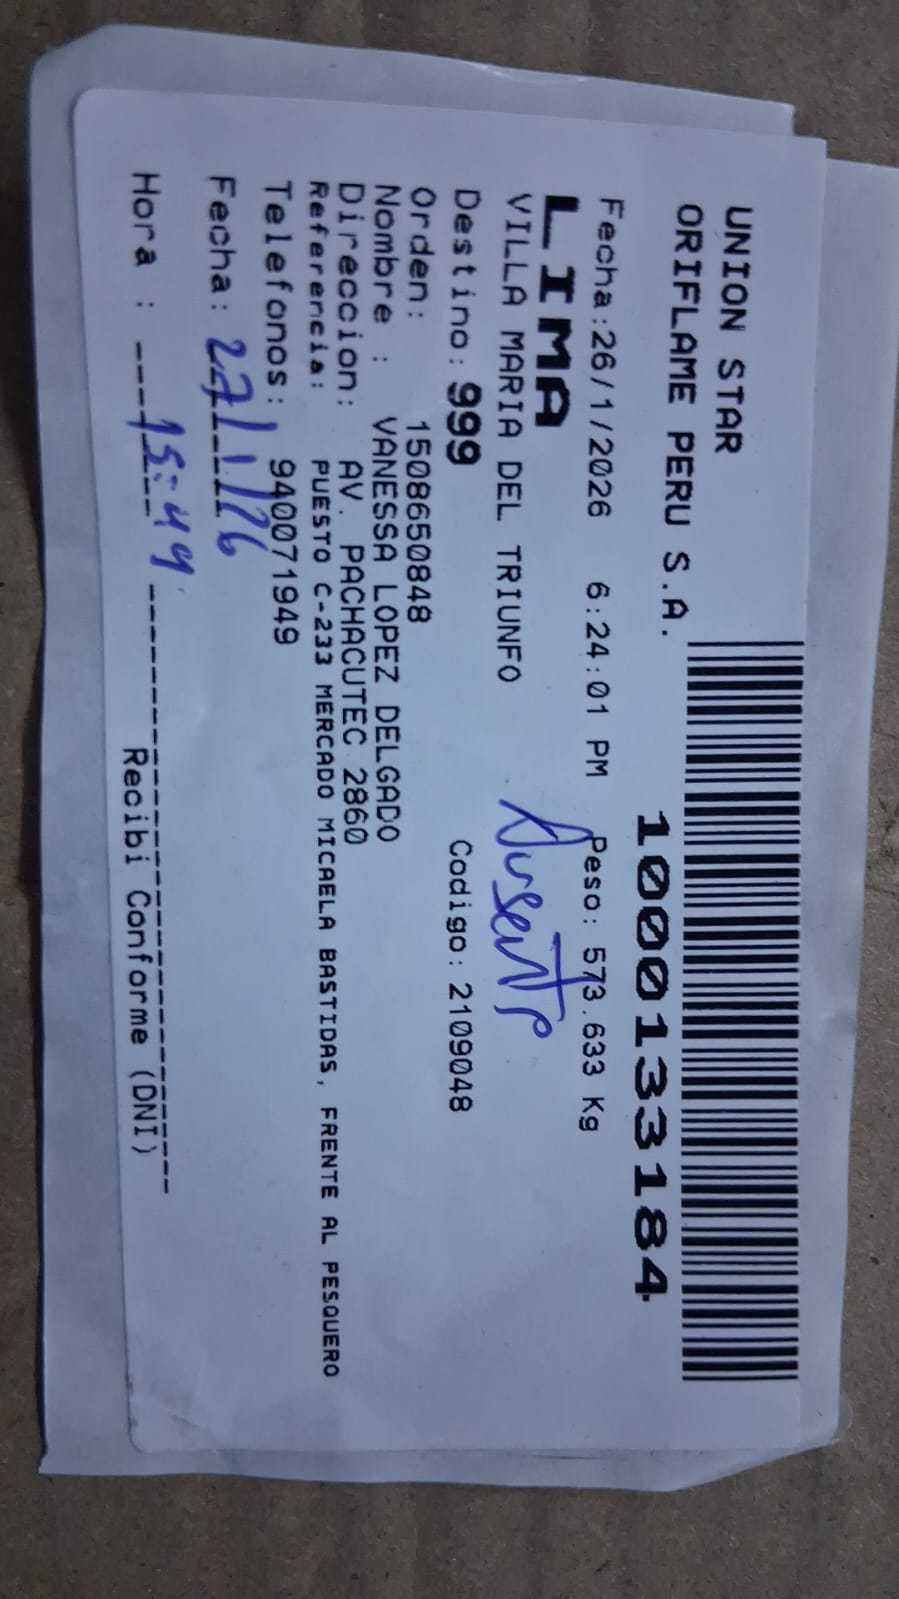 UNION STAR
ORIFLAME PERU S.A.
1000133184
Fecha:26/1/2026 6:24:01 PM Peso: 573.633 Kg
LIMA
VILLA MARIA DEL TRIUNFO
Ausente
Destino: 999 Codigo: 2109048
Orden: 1508650848
Nombre : VANESSA LOPEZ DELGADO
Direccion: AV. PACHACUTEC 2860
Referencia: PUESTO C-233 MERCADO MICAELA BASTIDAS, FRENTE AL PESQUERO
Telefonos: 940071949
Fecha: 27/1/26
Hora : 15:49
Recibi Conforme (DNI)